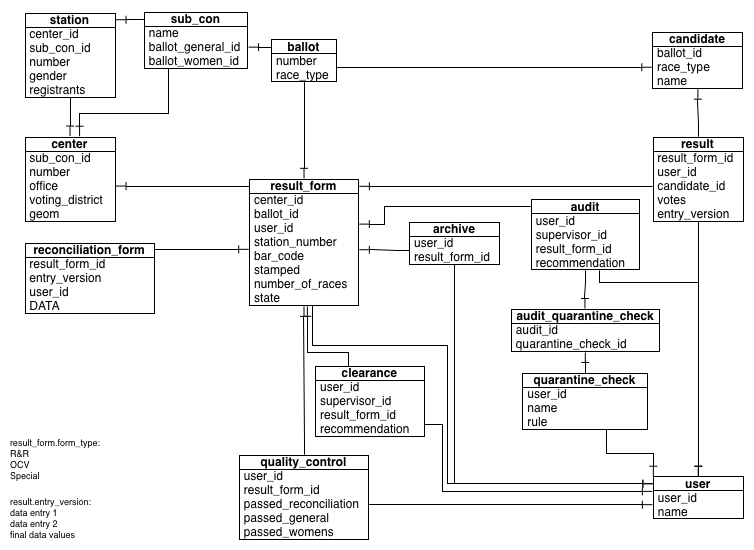 station
center_id
sub_con_id
number
gender
registrants
sub_con
name
ballot_general_id
ballot_women_id
ballot
number
race_type
candidate
ballot_id
race_type
name
center
sub_con_id
number
office
voting_district
geom
result_form
center_id
ballot_id
user_id
station_number
bar_code
stamped
number_of_races
state
result
result_form_id
user_id
candidate_id
votes
entry_version
reconciliation_form
result_form_id
entry_version
user_id
DATA
archive
user_id
result_form_id
audit
user_id
supervisor_id
result_form_id
recommendation
audit_quarantine_check
audit_id
quarantine_check_id
clearance
user_id
supervisor_id
result_form_id
recommendation
quarantine_check
user_id
name
rule
quality_control
user_id
result_form_id
passed_reconciliation
passed_general
passed_womens
user
user_id
name
result_form.form_type:
R&R
OCV
Special
result.entry_version:
data entry 1
data entry 2
final data values